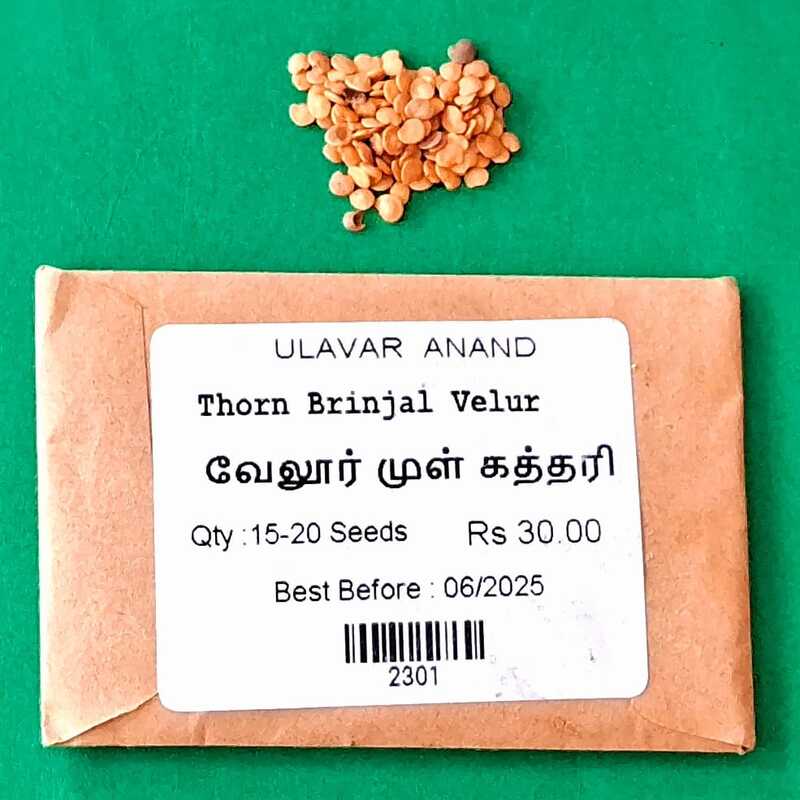 ULAVAR ANAND
Thorn Brinjal Velur
வேலூர் முள் கத்தரி
Qty : 15-20 Seeds Rs 30.00
Best Before : 06/2025
2301